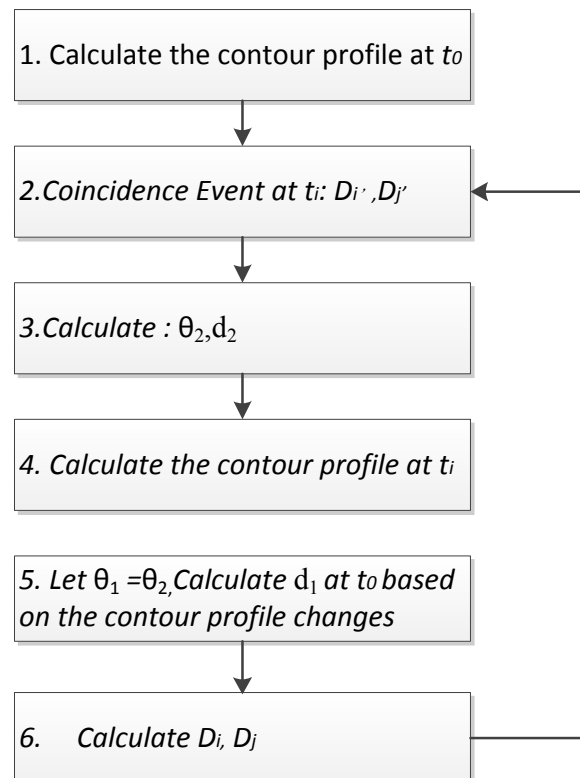 1. Calculate the contour profile at t0
2.Coincidence Event at ti: Di’ ,Dj’
3.Calculate : θ2,d2
4. Calculate the contour profile at ti
5. Let θ1 =θ2,Calculate d1 at t0 based
on the contour profile changes
6. Calculate Di, Dj